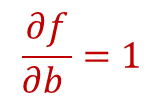 ∂f/∂b = 1